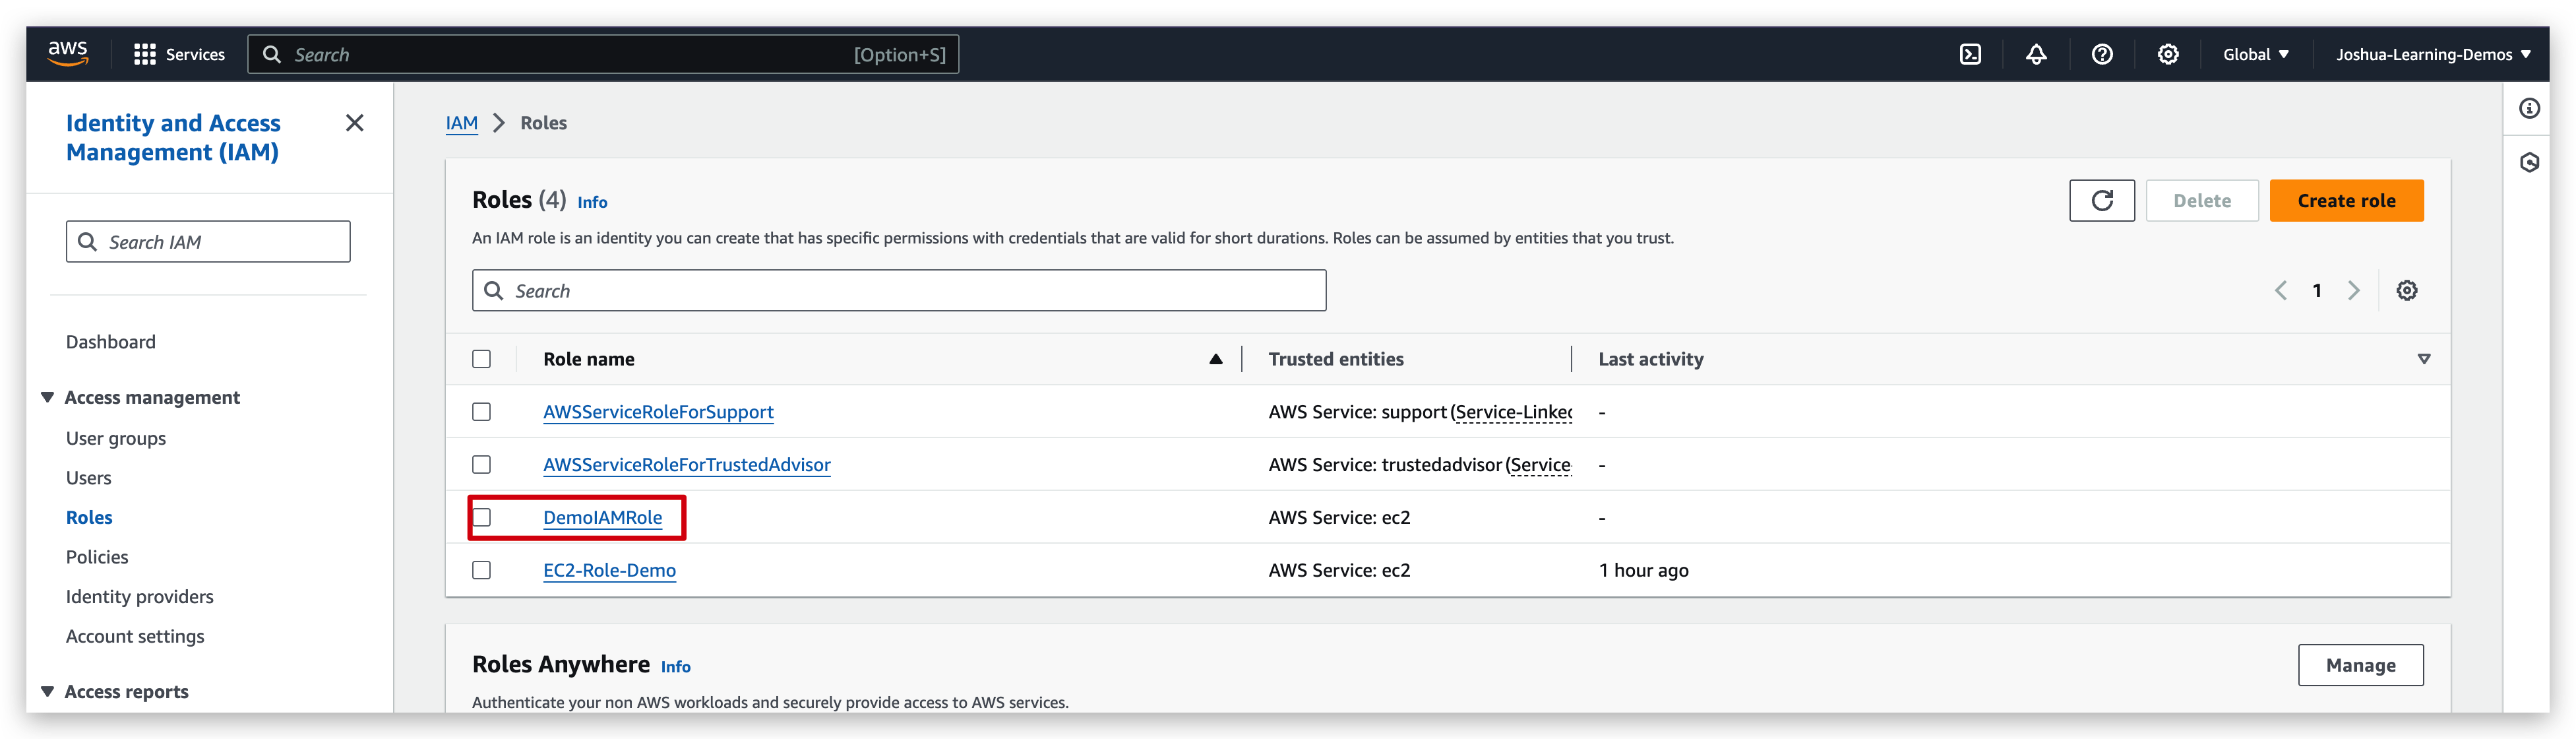 aws Services Search [Option+S] Global Joshua-Learning-Demos
Identity and Access
Management (IAM)
Search IAM
Dashboard
Access management
User groups
Users
Roles
Policies
Identity providers
Account settings
Access reports
IAM > Roles
Roles (4) Info
Delete
Create role
An IAM role is an identity you can create that has specific permissions with credentials that are valid for short durations. Roles can be assumed by entities that you trust.
Search
1
Role name Trusted entities Last activity
AWSServiceRoleForSupport AWS Service: support (Service-Linked -
AWSServiceRoleForTrustedAdvisor AWS Service: trustedadvisor (Service- -
DemoIAMRole AWS Service: ec2 -
EC2-Role-Demo AWS Service: ec2 1 hour ago
Roles Anywhere Info
Manage
Authenticate your non AWS workloads and securely provide access to AWS services.